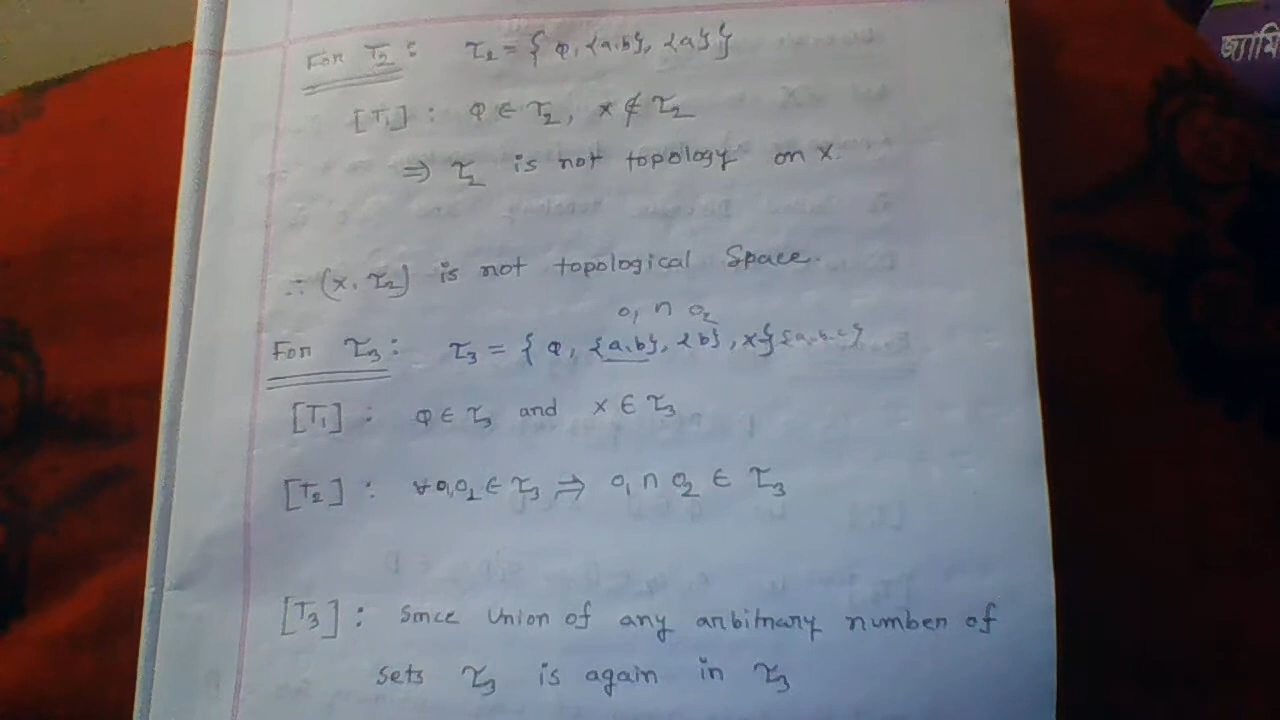 For T₂ : τ₂ = { φ, {a,b}, {a} }
[T₁] : φ ∈ τ₂, x ∉ τ₂
⇒ τ₂ is not topology on x.
∴ (x, τ₂) is not topological Space.
O₁ ∩ O₂
For τ₃ : τ₃ = { φ, {a,b}, {b}, x} {a,b,c}
[T₁] : φ ∈ τ₃ and x ∈ τ₃
[T₂] : ∀ O₁,O₂ ∈ τ₃ ⇒ O₁ ∩ O₂ ∈ τ₃
[T₃] : Since Union of any arbitrary number of
sets τ₃ is again in τ₃